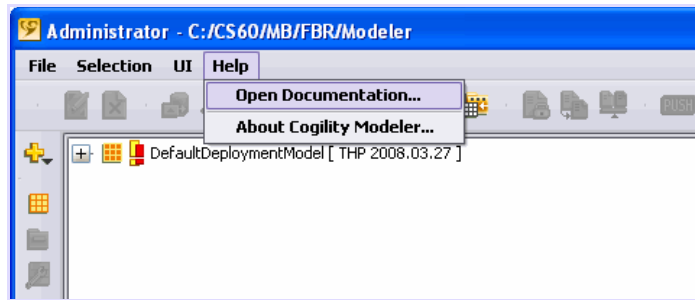 Administrator - C:/CS60/MB/FBR/Modeler
File Selection UI Help
Open Documentation...
About Cogility Modeler...
PUSH
DefaultDeploymentModel [ THP 2008.03.27 ]